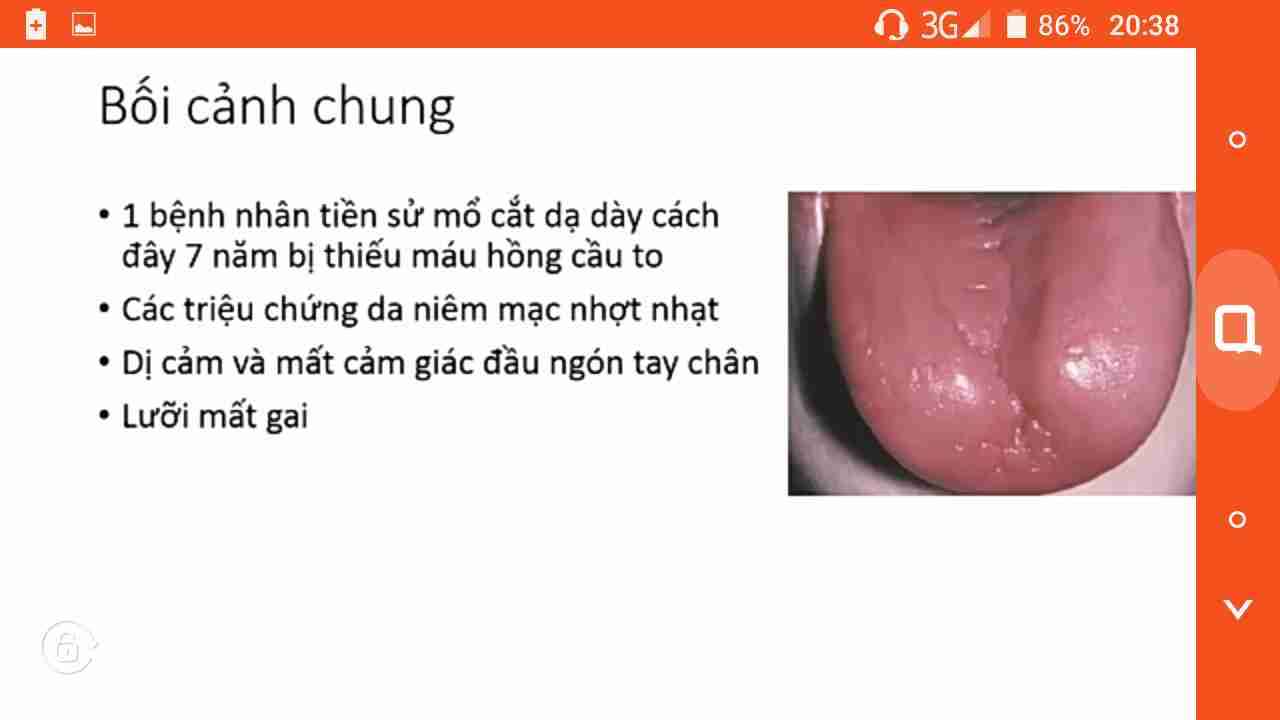 3G 86% 20:38
Bối cảnh chung
• 1 bệnh nhân tiền sử mổ cắt dạ dày cách
đây 7 năm bị thiếu máu hồng cầu to
• Các triệu chứng da niêm mạc nhợt nhạt
• Dị cảm và mất cảm giác đầu ngón tay chân
• Lưỡi mất gai